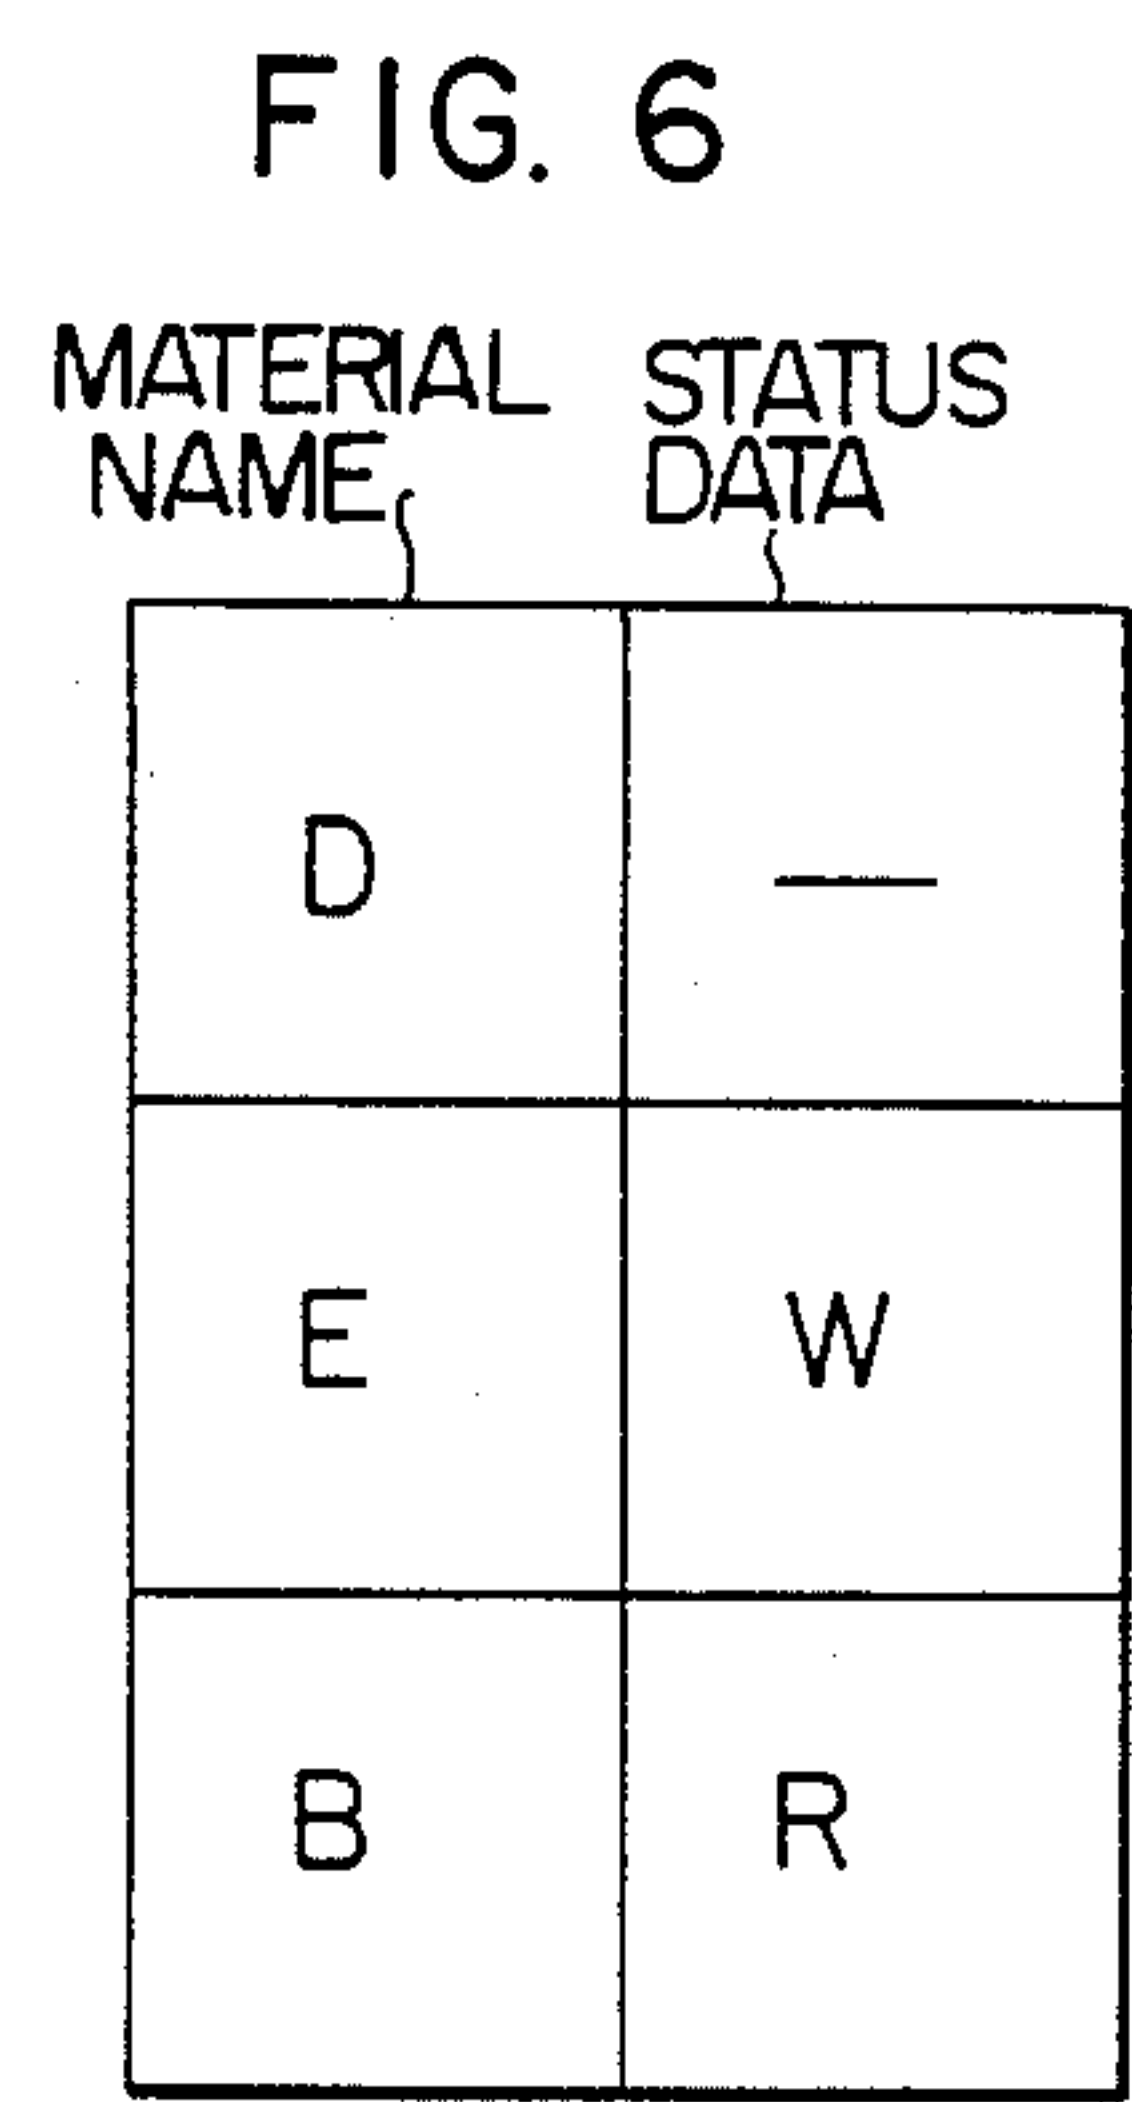 FIG. 6
MATERIAL NAME
STATUS DATA
D —
E W
B R